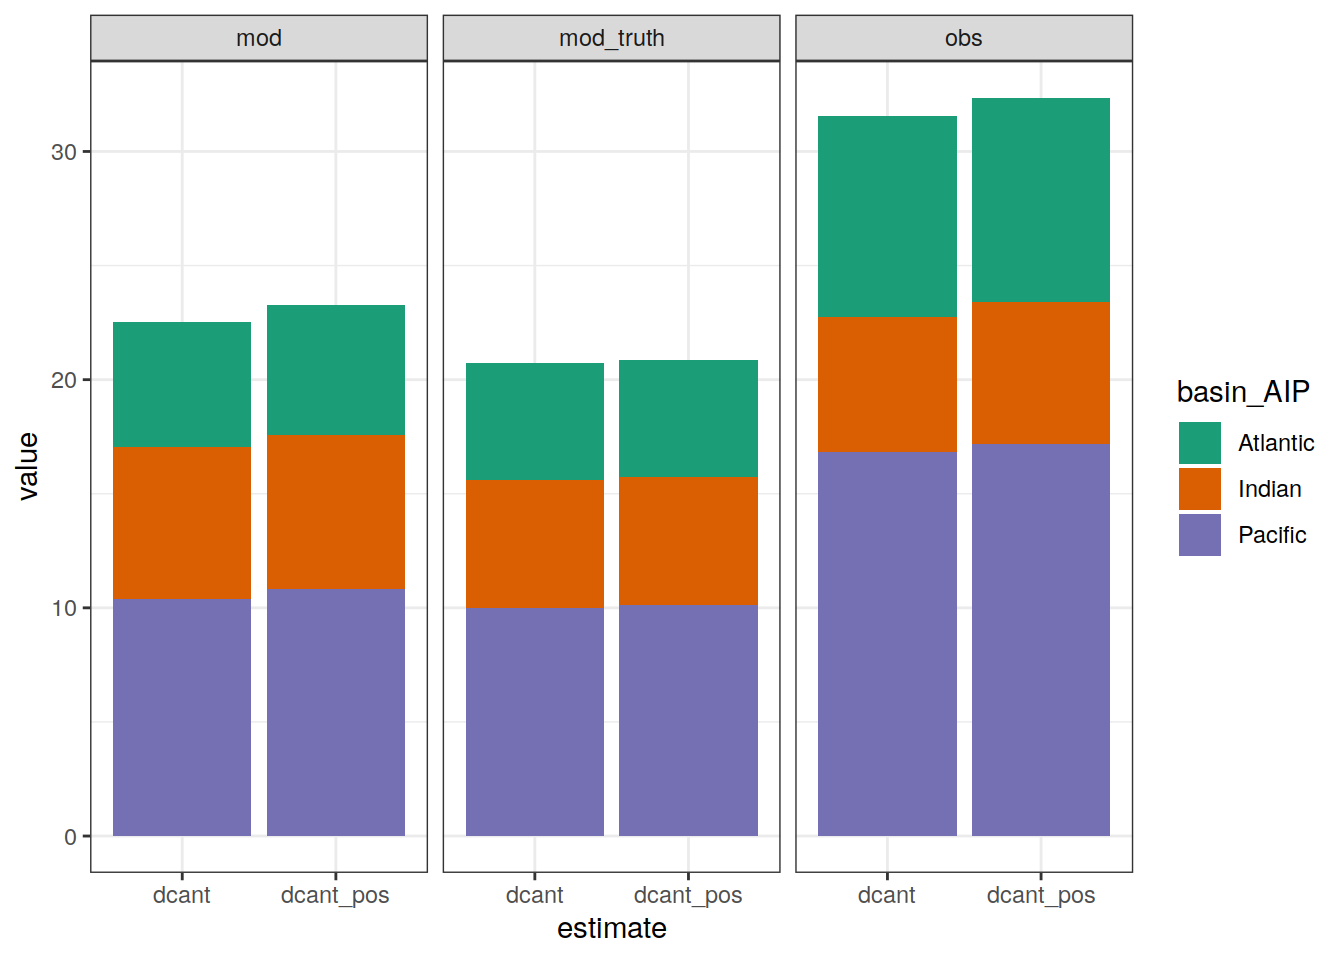 mod mod_truth obs
30
20
10
0
value
dcant dcant_pos dcant dcant_pos dcant dcant_pos
estimate
basin_AIP
Atlantic
Indian
Pacific